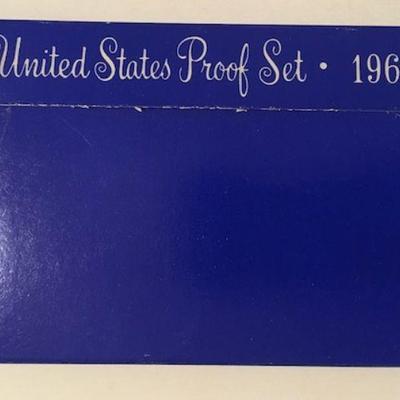 United States Proof Set • 196